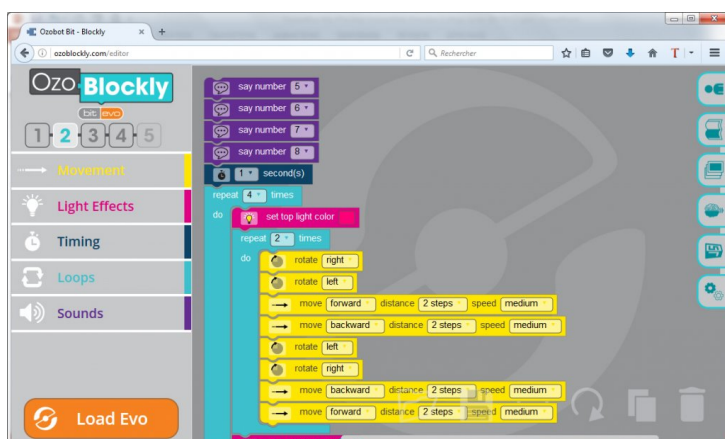 Ozobot Bit - Blockly × +
ozoblockly.com/editor Rechercher
Ozo Blockly
bit evo
1 2 3 4 5
Movement
Light Effects
Timing
Loops
Sounds
Load Evo
say number 5
say number 6
say number 7
say number 8
1 second(s)
repeat 4 times
do set top light color
repeat 2 times
do rotate right
rotate left
move forward distance 2 steps speed medium
move backward distance 2 steps speed medium
rotate left
rotate right
move backward distance 2 steps speed medium
move forward distance 2 steps speed medium